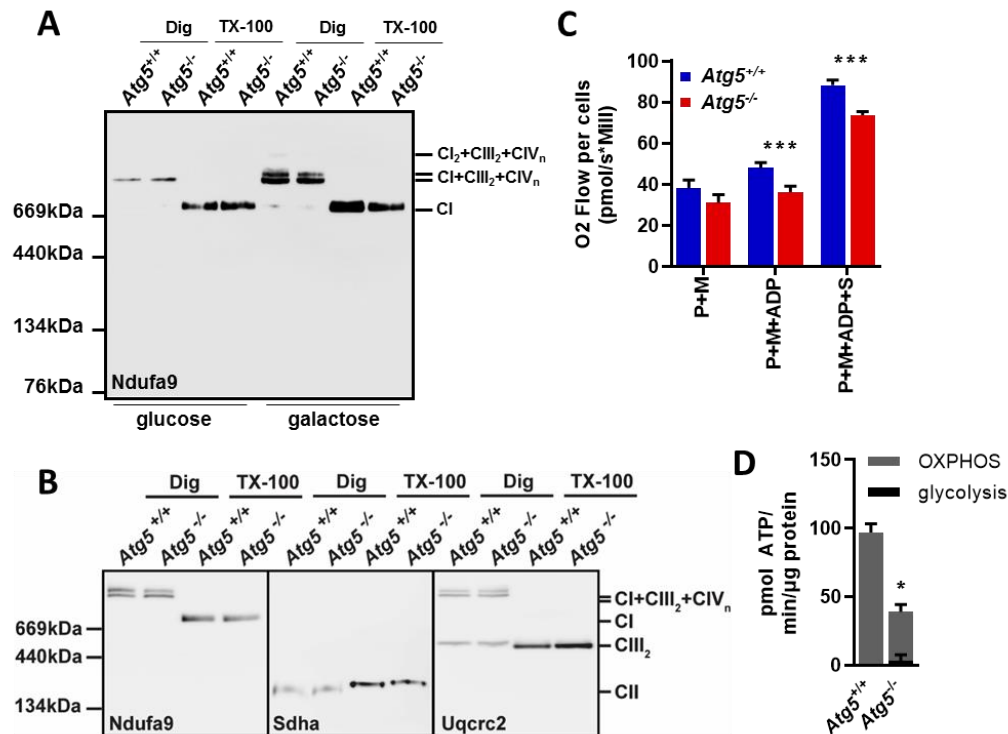 A
Dig TX-100 Dig TX-100
Atg5+/+ Atg5-/- Atg5+/+ Atg5-/- Atg5+/+ Atg5-/- Atg5+/+ Atg5-/-
CI2+CIII2+CIVn
CI+CIII2+CIVn
CI
669kDa
440kDa
134kDa
76kDa
Ndufa9
glucose galactose
B
Dig TX-100 Dig TX-100 Dig TX-100
Atg5+/+ Atg5-/- Atg5+/+ Atg5-/- Atg5+/+ Atg5-/- Atg5+/+ Atg5-/- Atg5+/+ Atg5-/- Atg5+/+ Atg5-/-
CI+CIII2+CIVn
CI
CIII2
CII
669kDa
440kDa
134kDa
Ndufa9 Sdha Uqcrc2
C
Atg5+/+
Atg5-/-
***
***
O2 Flow per cells
(pmol/s*Mill)
100
80
60
40
20
0
P+M
P+M+ADP
P+M+ADP+S
D
OXPHOS
glycolysis
pmol ATP/
min/µg protein
150
100
50
0
*
Atg5+/+
Atg5-/-